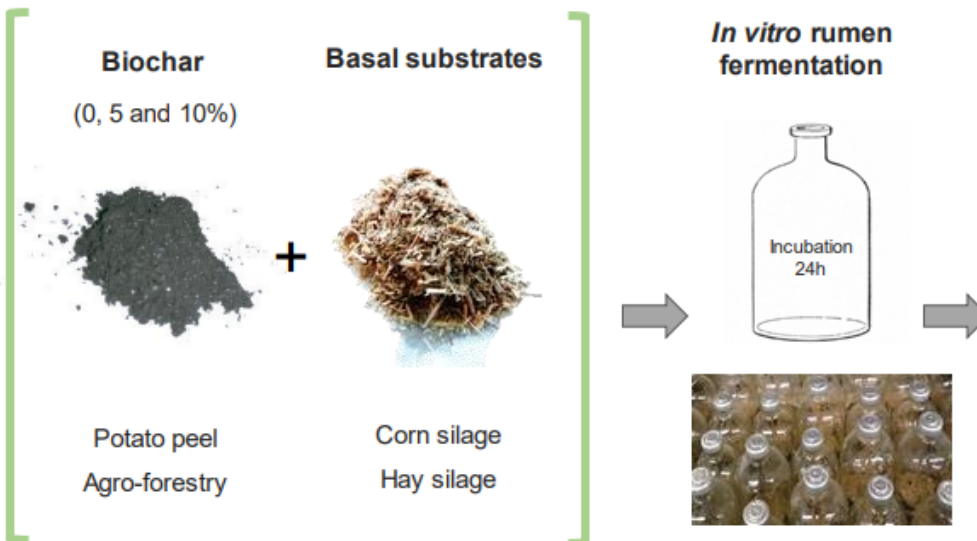 Biochar
(0, 5 and 10%)
Potato peel
Agro-forestry
+
Basal substrates
Corn silage
Hay silage
In vitro rumen
fermentation
Incubation
24h